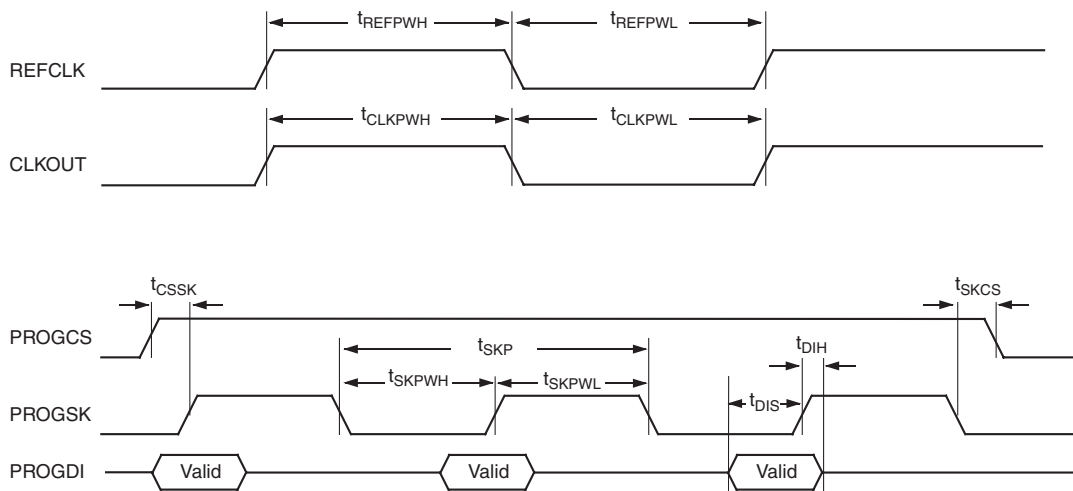 tREFPWH tREFPWL
REFCLK
tCLKPWH tCLKPWL
CLKOUT
tCSSK tSKCS
PROGCS
tSKP tDIH
tSKPWH tSKPWL
PROGSK tDIS
PROGDI Valid Valid Valid